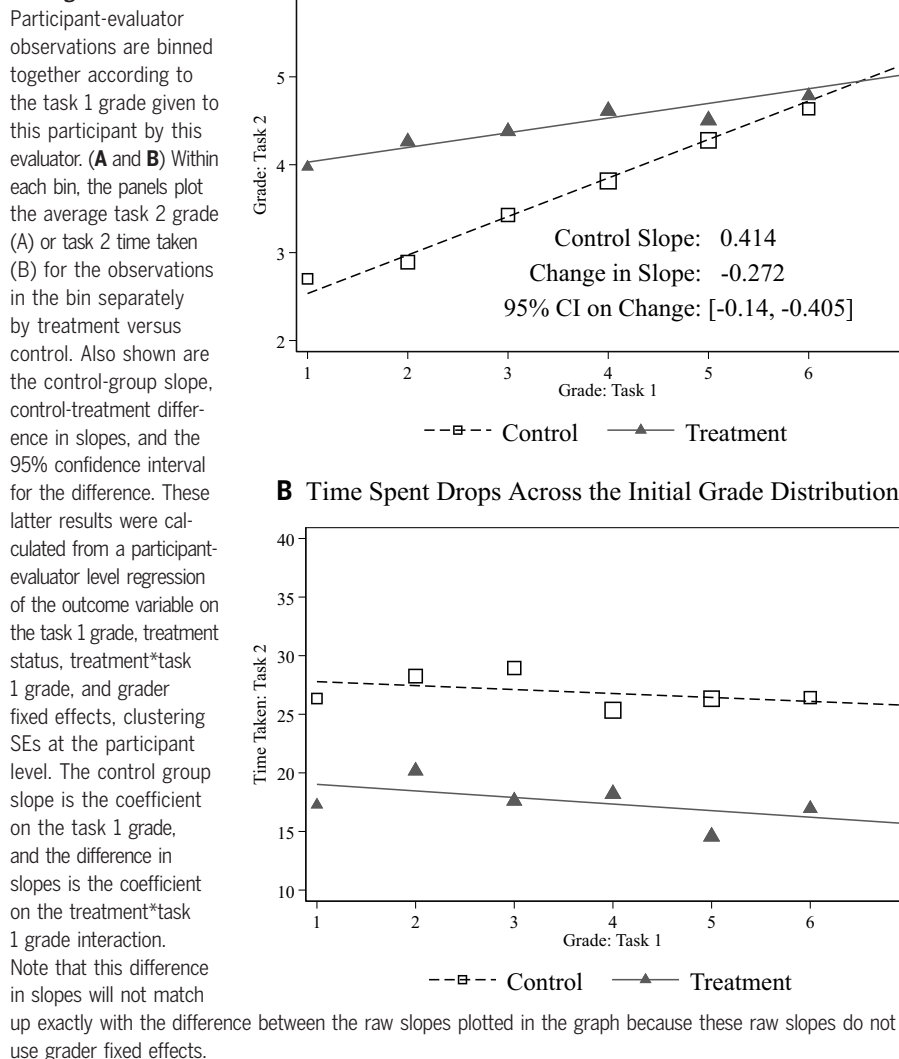 Participant-evaluator
observations are binned
together according to
the task 1 grade given to
this participant by this
evaluator. (A and B) Within
each bin, the panels plot
the average task 2 grade
(A) or task 2 time taken
(B) for the observations
in the bin separately
by treatment versus
control. Also shown are
the control-group slope,
control-treatment differ-
ence in slopes, and the
95% confidence interval
for the difference. These
latter results were cal-
culated from a participant-
evaluator level regression
of the outcome variable on
the task 1 grade, treatment
status, treatment*task
1 grade, and grader
fixed effects, clustering
SEs at the participant
level. The control group
slope is the coefficient
on the task 1 grade,
and the difference in
slopes is the coefficient
on the treatment*task
1 grade interaction.
Note that this difference
in slopes will not match
up exactly with the difference between the raw slopes plotted in the graph because these raw slopes do not
use grader fixed effects.
Grade: Task 2
5
4
3
2
Control Slope: 0.414
Change in Slope: -0.272
95% CI on Change: [-0.14, -0.405]
1 2 3 4 5 6
Grade: Task 1
Control Treatment
B Time Spent Drops Across the Initial Grade Distribution
Time Taken: Task 2
40
35
30
25
20
15
10
1 2 3 4 5 6
Grade: Task 1
Control Treatment